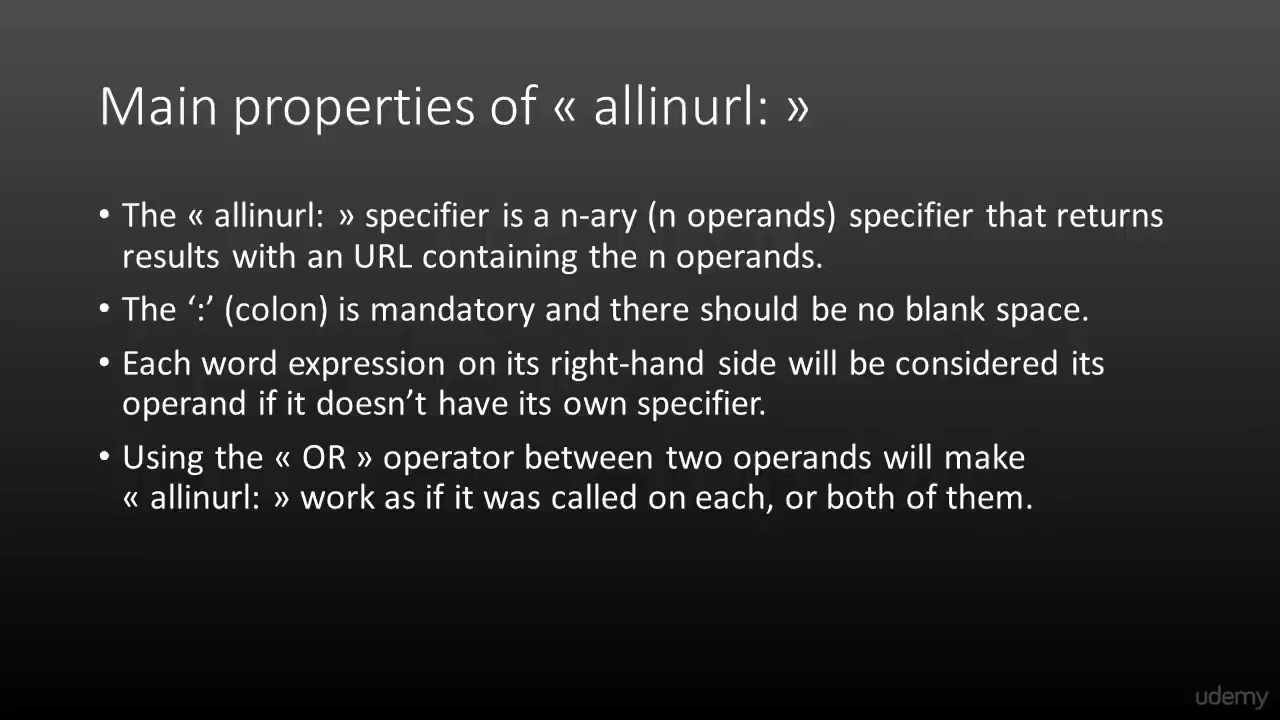 Main properties of « allinurl: »
• The « allinurl: » specifier is a n-ary (n operands) specifier that returns
results with an URL containing the n operands.
• The ‘:’ (colon) is mandatory and there should be no blank space.
• Each word expression on its right-hand side will be considered its
operand if it doesn’t have its own specifier.
• Using the « OR » operator between two operands will make
« allinurl: » work as if it was called on each, or both of them.
udemy